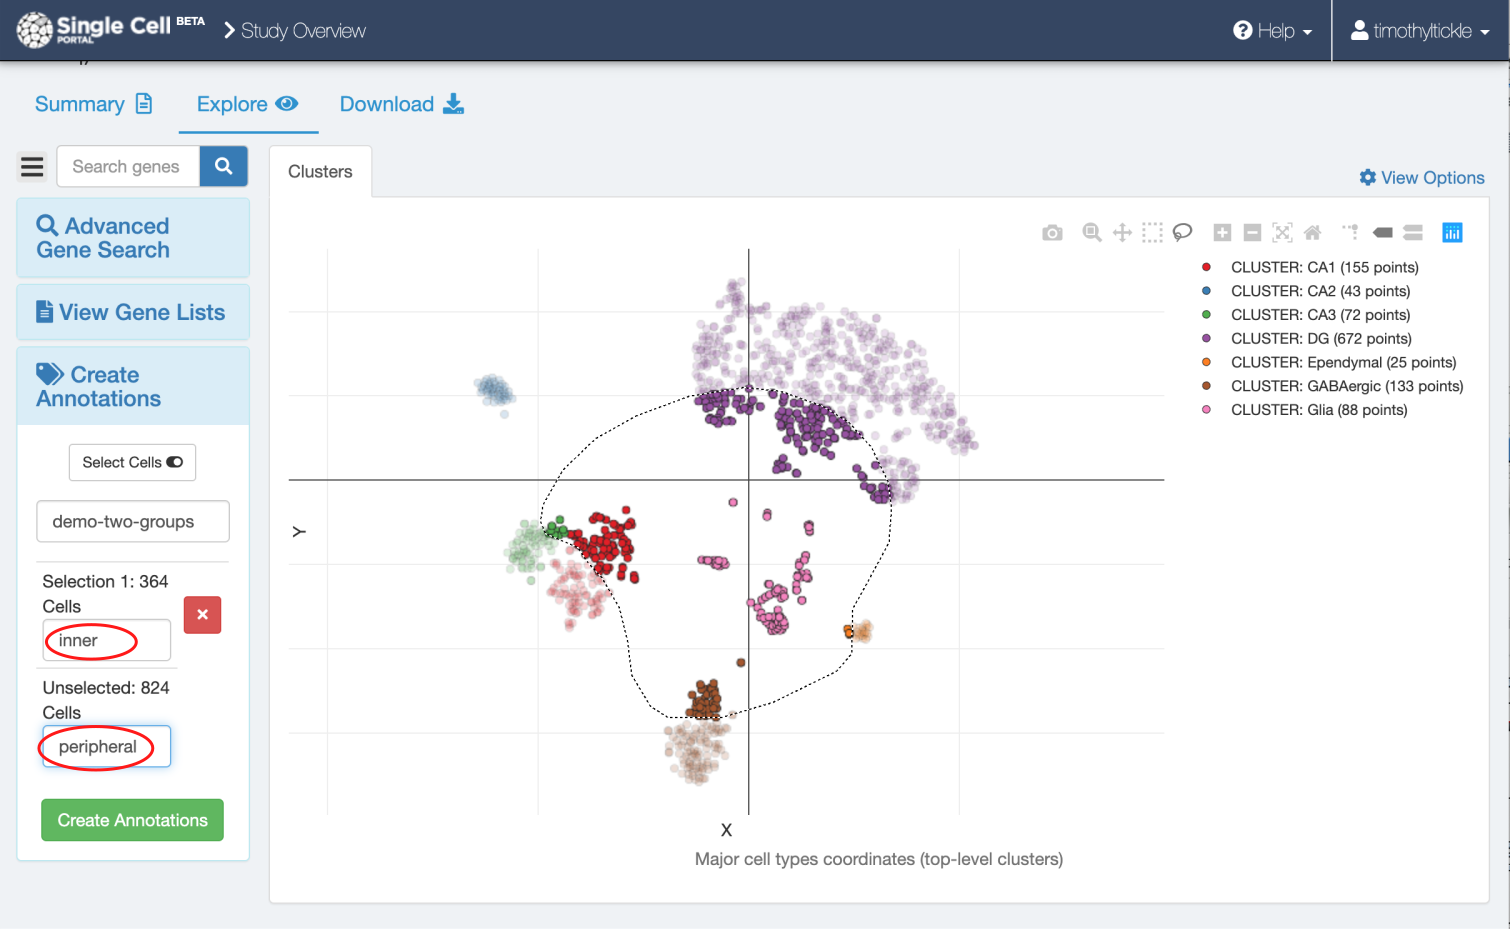 Single Cell BETA
PORTAL
Study Overview
Help
timothyltickle
Summary
Explore
Download
Search genes
Clusters
View Options
Advanced
Gene Search
View Gene Lists
Create
Annotations
Select Cells
demo-two-groups
Selection 1: 364
Cells
inner
Unselected: 824
Cells
peripheral
Create Annotations
CLUSTER: CA1 (155 points)
CLUSTER: CA2 (43 points)
CLUSTER: CA3 (72 points)
CLUSTER: DG (672 points)
CLUSTER: Ependymal (25 points)
CLUSTER: GABAergic (133 points)
CLUSTER: Glia (88 points)
Y
X
Major cell types coordinates (top-level clusters)